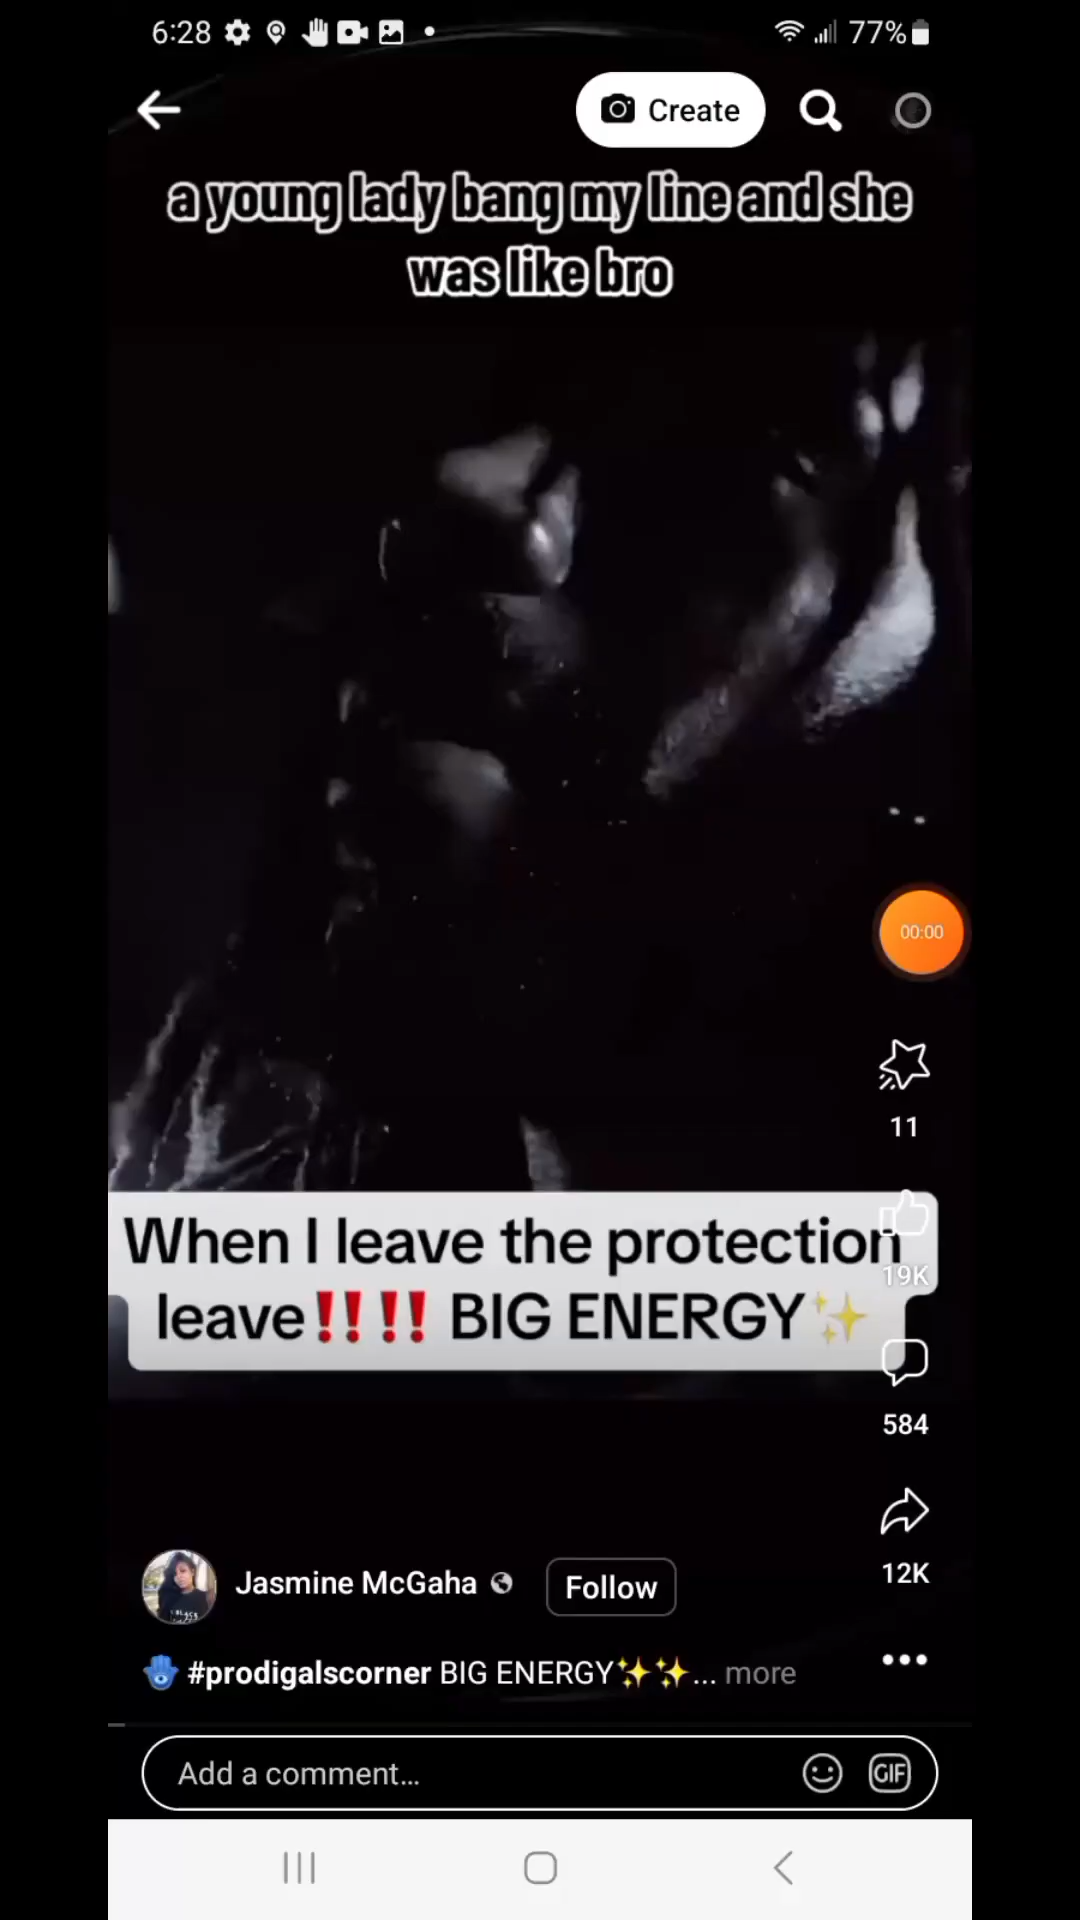 6:28
77%
Create
a young lady bang my line and she
was like bro
00:00
11
When I leave the protection
leave‼️‼️ BIG ENERGY✨
19K
584
12K
Jasmine McGaha
Follow
🪬 #prodigalscorner BIG ENERGY✨✨... more
Add a comment...
GIF